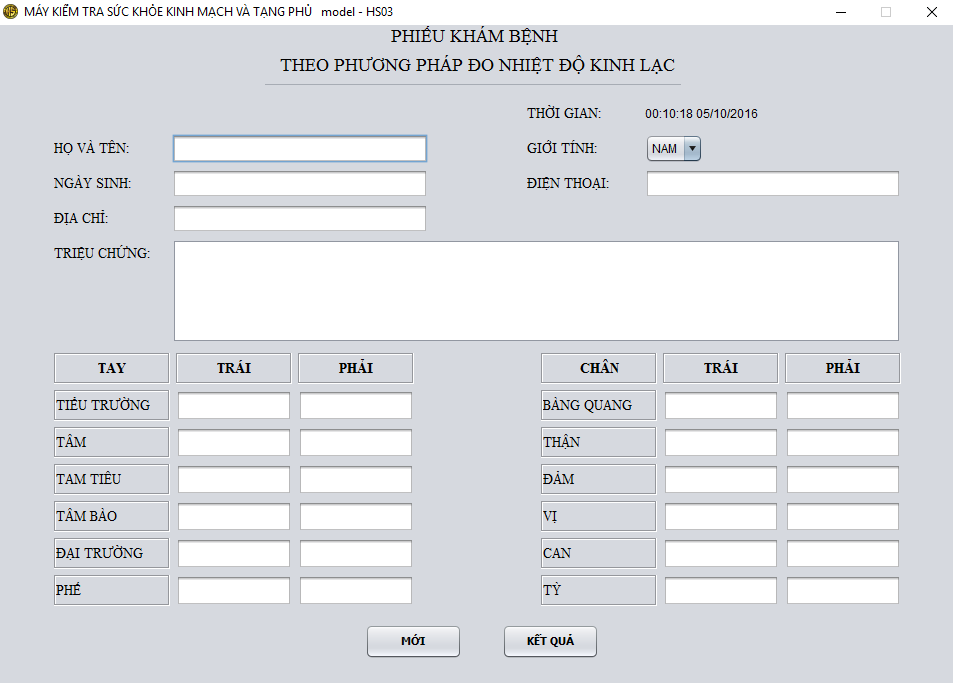 MÁY KIỂM TRA SỨC KHỎE KINH MẠCH VÀ TẠNG PHỦ model - HS03
PHIẾU KHÁM BỆNH
THEO PHƯƠNG PHÁP ĐO NHIỆT ĐỘ KINH LẠC
THỜI GIAN: 00:10:18 05/10/2016
HỌ VÀ TÊN: GIỚI TÍNH: NAM
NGÀY SINH: ĐIỆN THOẠI:
ĐỊA CHỈ:
TRIỆU CHỨNG:
TAY TRÁI PHẢI CHÂN TRÁI PHẢI
TIỂU TRƯỜNG BÀNG QUANG
TÂM THẬN
TAM TIÊU ĐẢM
TÂM BÀO VỊ
ĐẠI TRƯỜNG CAN
PHẾ TỲ
MỚI KẾT QUẢ